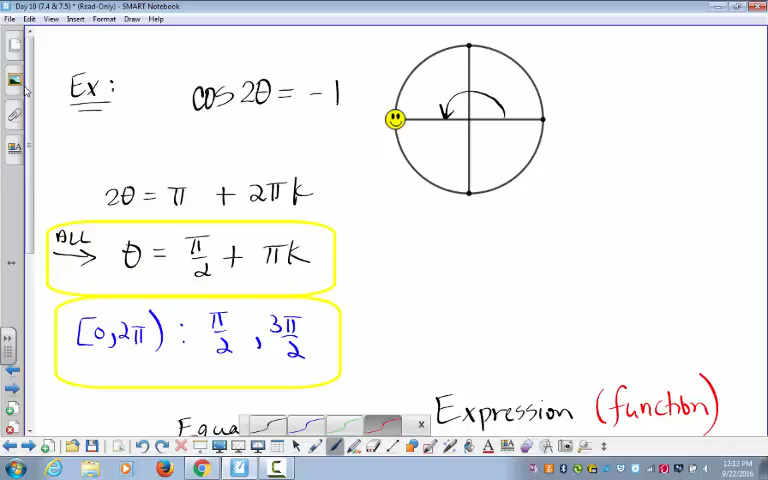 Day 10 (7.4 & 7.5) * (Read-Only) - SMART Notebook
File Edit View Insert Format Draw Help
Ex:
cos 2θ = -1
2θ = π + 2πk
ALL
θ = π/2 + πk
[0, 2π) : π/2, 3π/2
Expression (function)
Equa
12:13 PM
9/22/2016